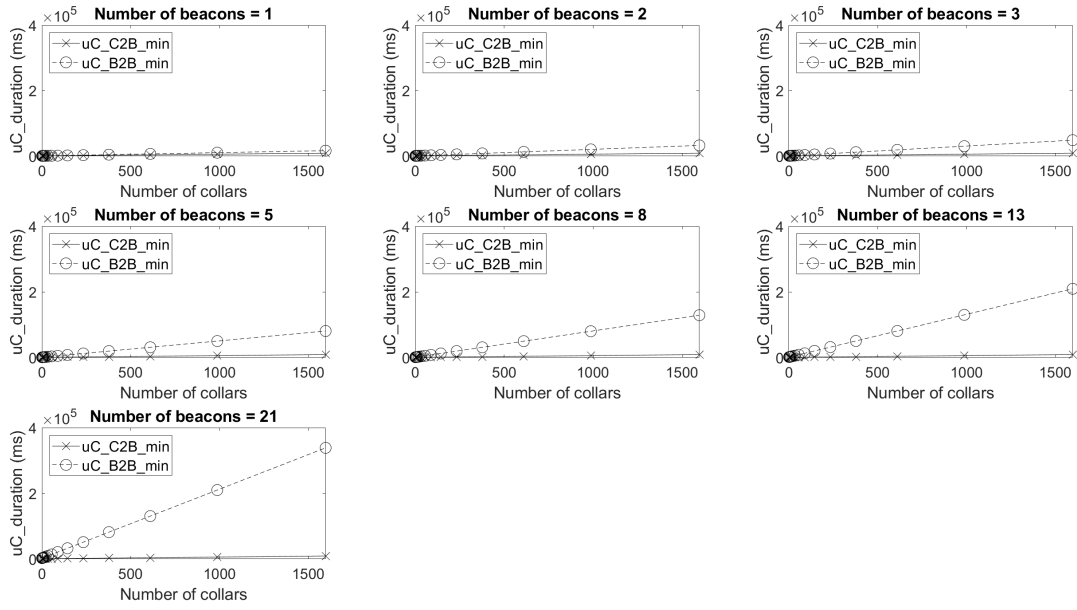 Number of beacons = 1
×10^5
4
2
0
uC_duration (ms)
uC_C2B_min
uC_B2B_min
0
500
1000
1500
Number of collars
Number of beacons = 2
×10^5
4
2
0
uC_duration (ms)
uC_C2B_min
uC_B2B_min
0
500
1000
1500
Number of collars
Number of beacons = 3
×10^5
4
2
0
uC_duration (ms)
uC_C2B_min
uC_B2B_min
0
500
1000
1500
Number of collars
Number of beacons = 5
×10^5
4
2
0
uC_duration (ms)
uC_C2B_min
uC_B2B_min
0
500
1000
1500
Number of collars
Number of beacons = 8
×10^5
4
2
0
uC_duration (ms)
uC_C2B_min
uC_B2B_min
0
500
1000
1500
Number of collars
Number of beacons = 13
×10^5
4
2
0
uC_duration (ms)
uC_C2B_min
uC_B2B_min
0
500
1000
1500
Number of collars
Number of beacons = 21
×10^5
4
2
0
uC_duration (ms)
uC_C2B_min
uC_B2B_min
0
500
1000
1500
Number of collars